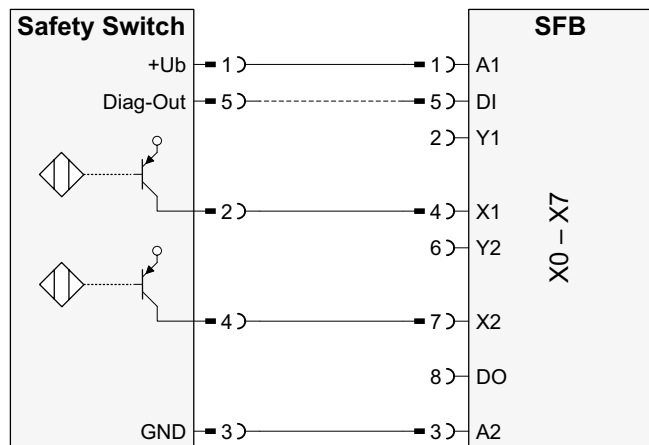 Safety Switch SFB
+Ub 1 1 A1
Diag-Out 5 5 DI
2 Y1
2 4 X1
6 Y2
4 7 X2
8 DO
GND 3 3 A2
X0 – X7